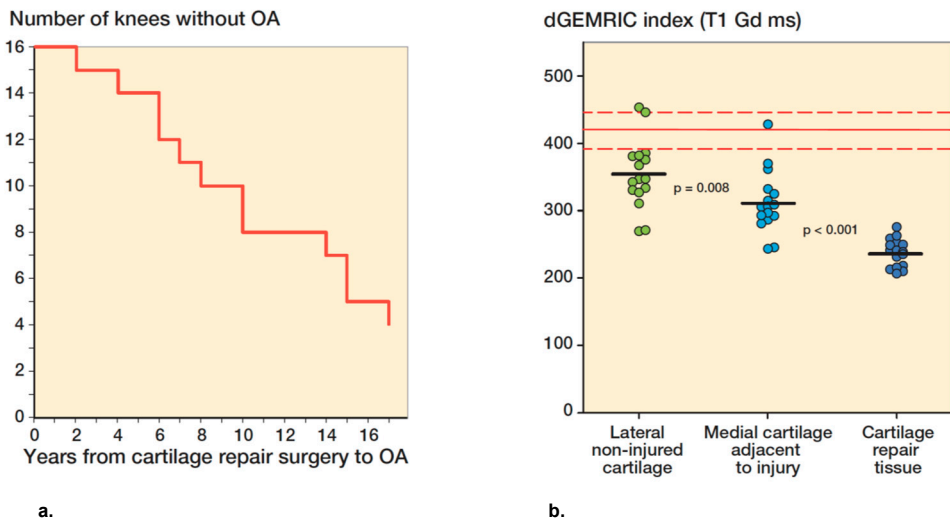 Number of knees without OA
16
14
12
10
8
6
4
2
0
0 2 4 6 8 10 12 14 16
Years from cartilage repair surgery to OA
a.
dGEMRIC index (T1 Gd ms)
500
400
300
200
100
0
p = 0.008
p < 0.001
Lateral
non-injured
cartilage
Medial cartilage
adjacent
to injury
Cartilage
repair
tissue
b.